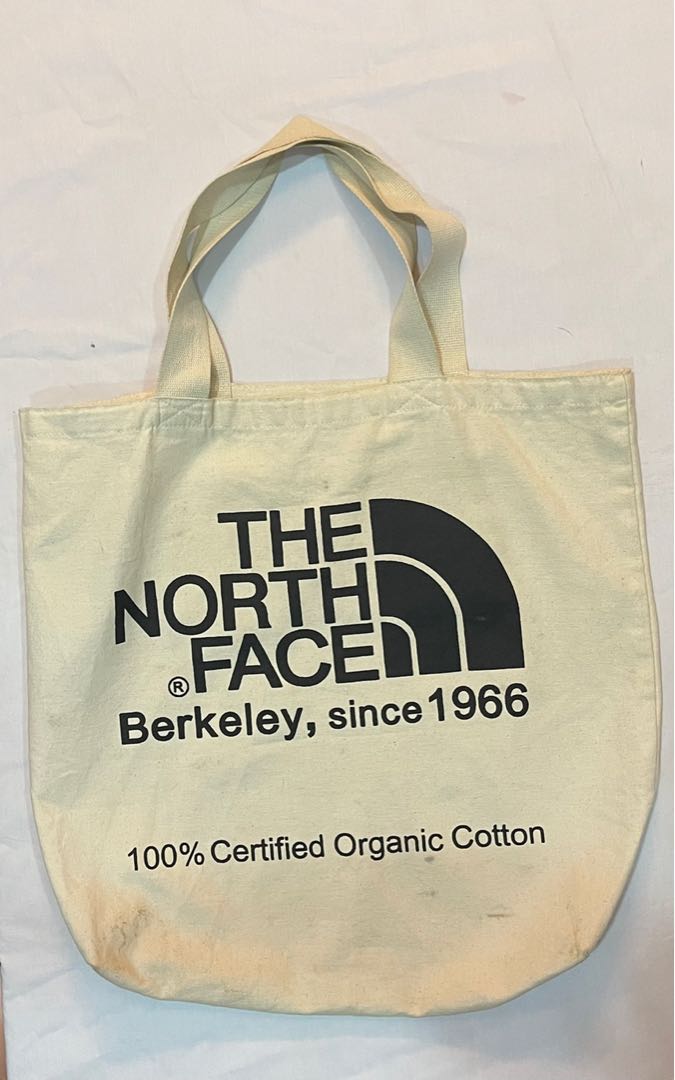 THE
NORTH
® FACE
Berkeley, since 1966
100% Certified Organic Cotton